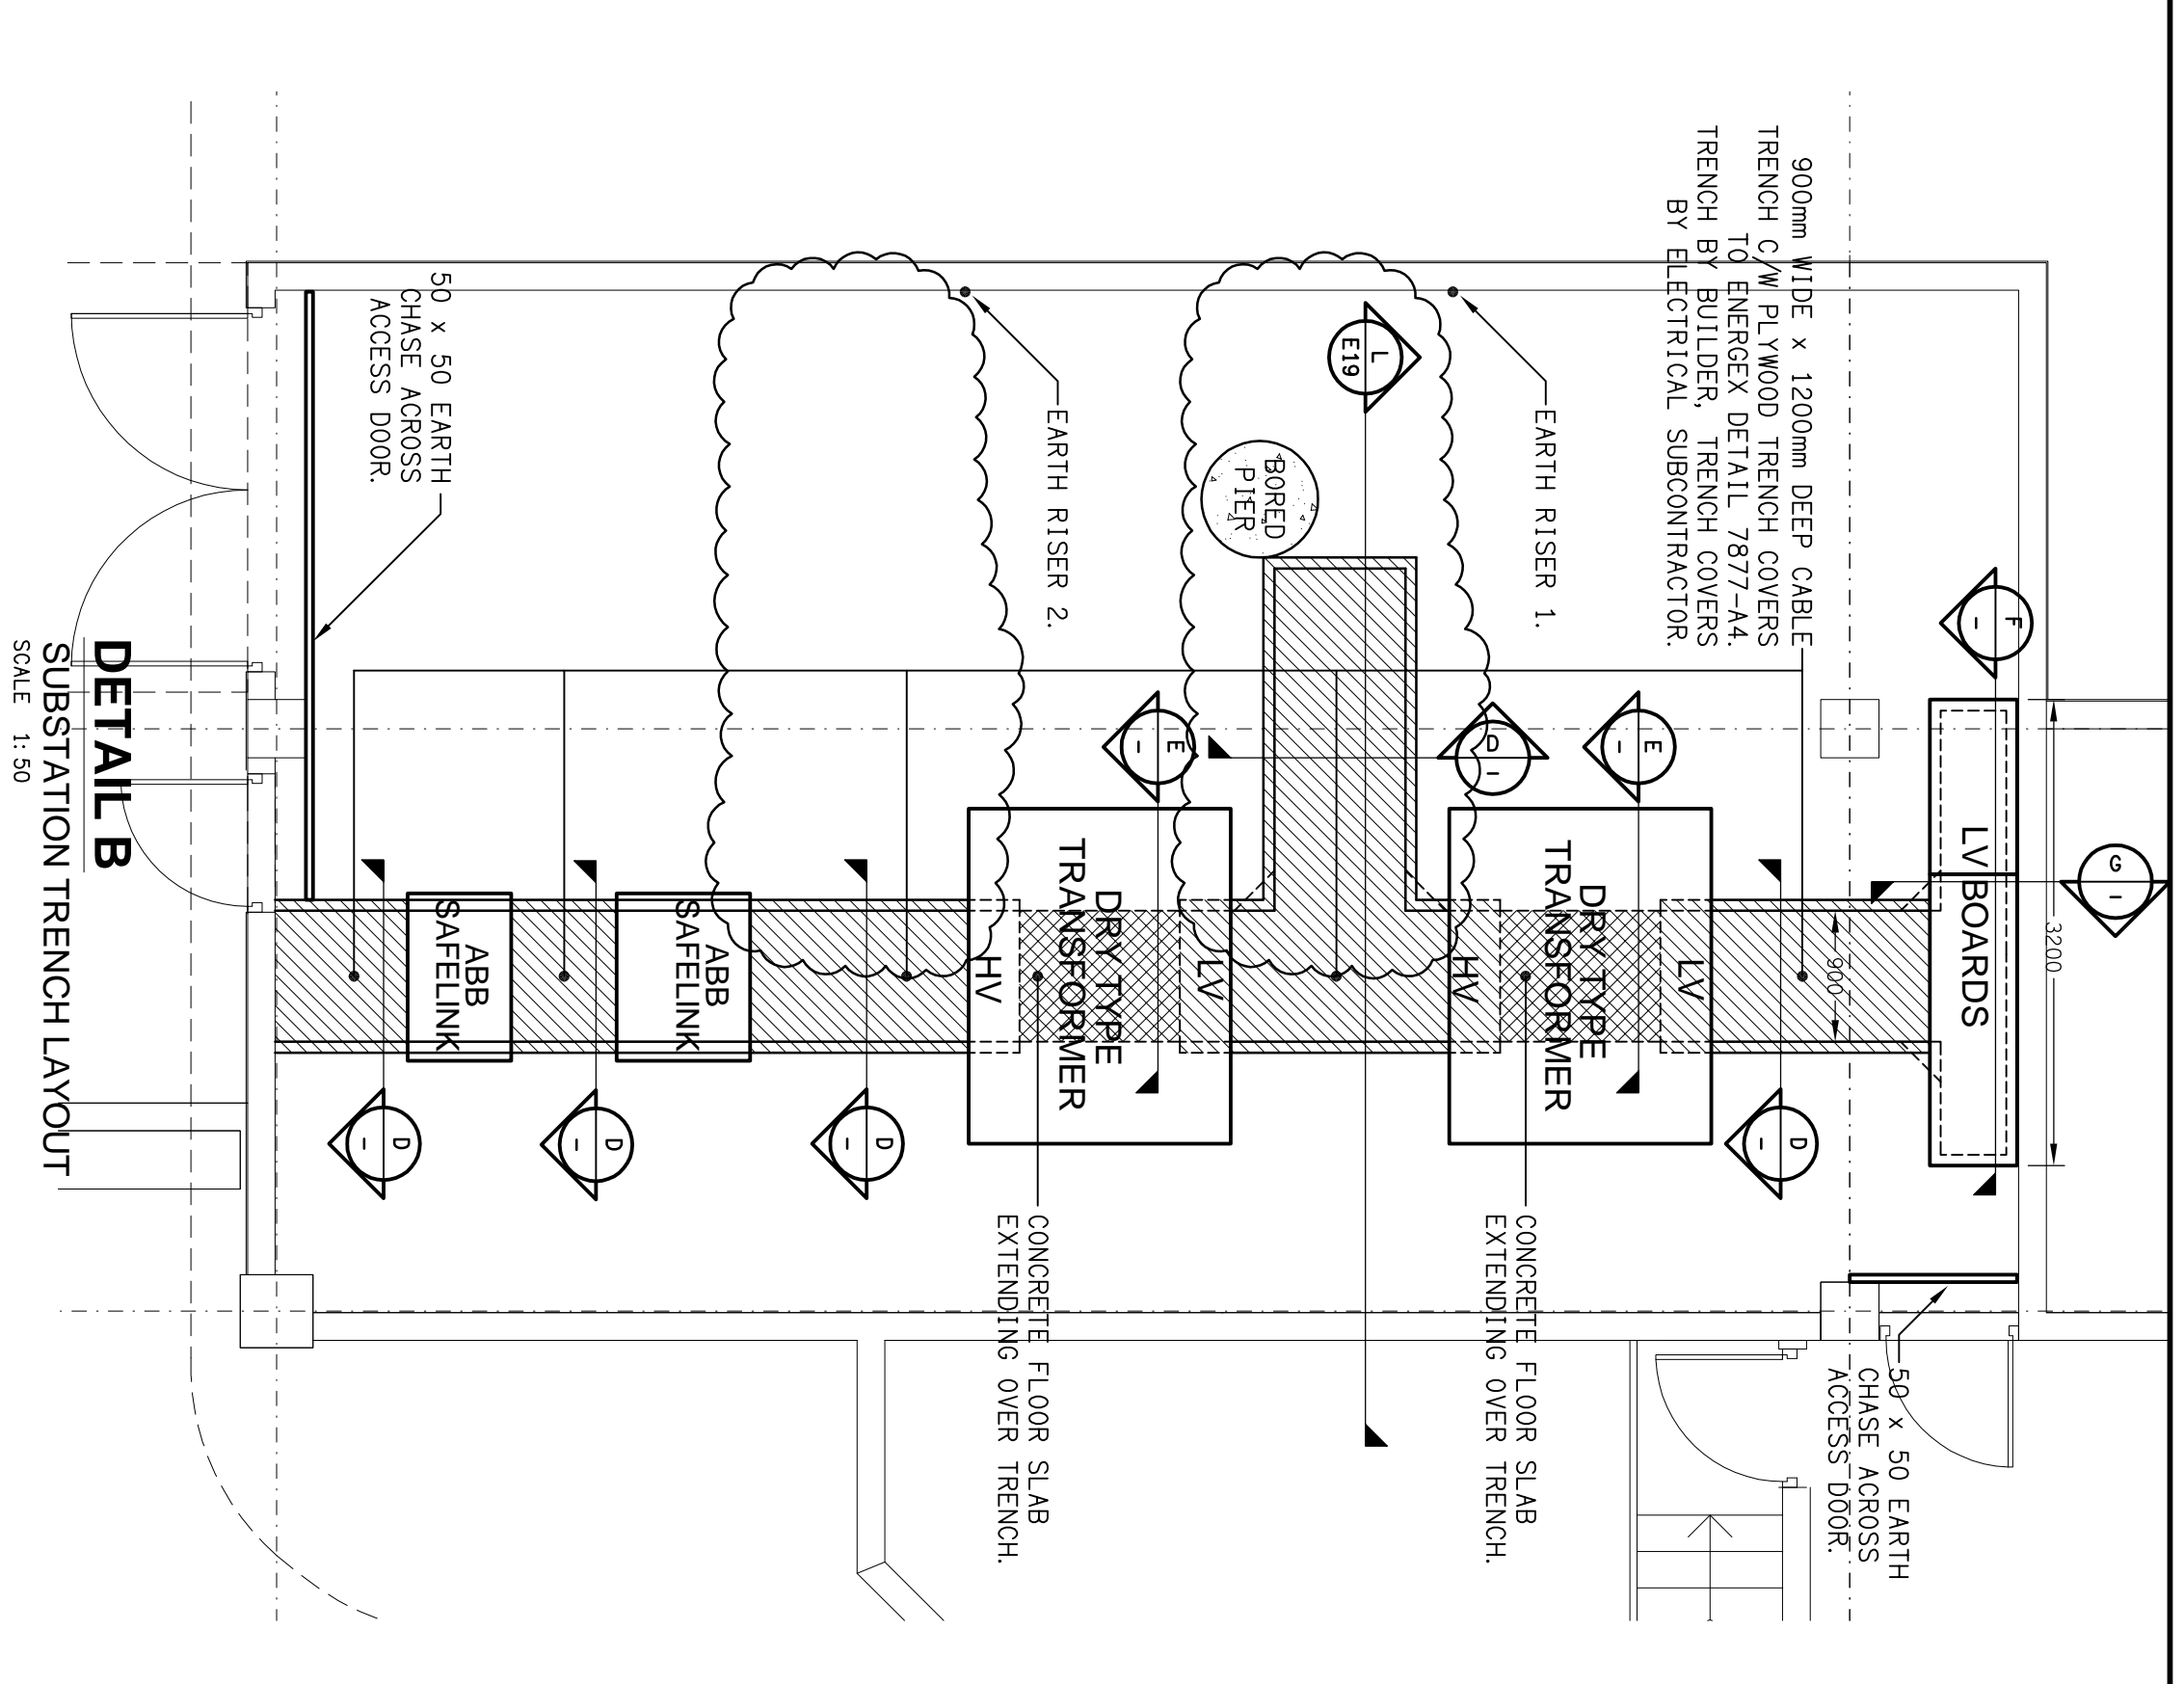 900mm WIDE x 1200mm DEEP CABLE
TRENCH C/W PLYWOOD TRENCH COVERS
TO ENERGEX DETAIL 7877-A4.
TRENCH BY BUILDER, TRENCH COVERS
BY ELECTRICAL SUBCONTRACTOR.
F
-
G
-
3200
LV BOARDS
900
EARTH RISER 1.
L
E19
BORED
PIER
EARTH RISER 2.
50 x 50 EARTH
CHASE ACROSS
ACCESS DOOR.
E
-
D
-
E
-
LV
DRY TYPE
TRANSFORMER
HV
LV
DRY TYPE
TRANSFORMER
HV
ABB
SAFELINK
ABB
SAFELINK
D
-
D
-
D
-
D
-
50 x 50 EARTH
CHASE ACROSS
ACCESS DOOR.
CONCRETE FLOOR SLAB
EXTENDING OVER TRENCH.
CONCRETE FLOOR SLAB
EXTENDING OVER TRENCH.
DETAIL B
SUBSTATION TRENCH LAYOUT
SCALE 1:50